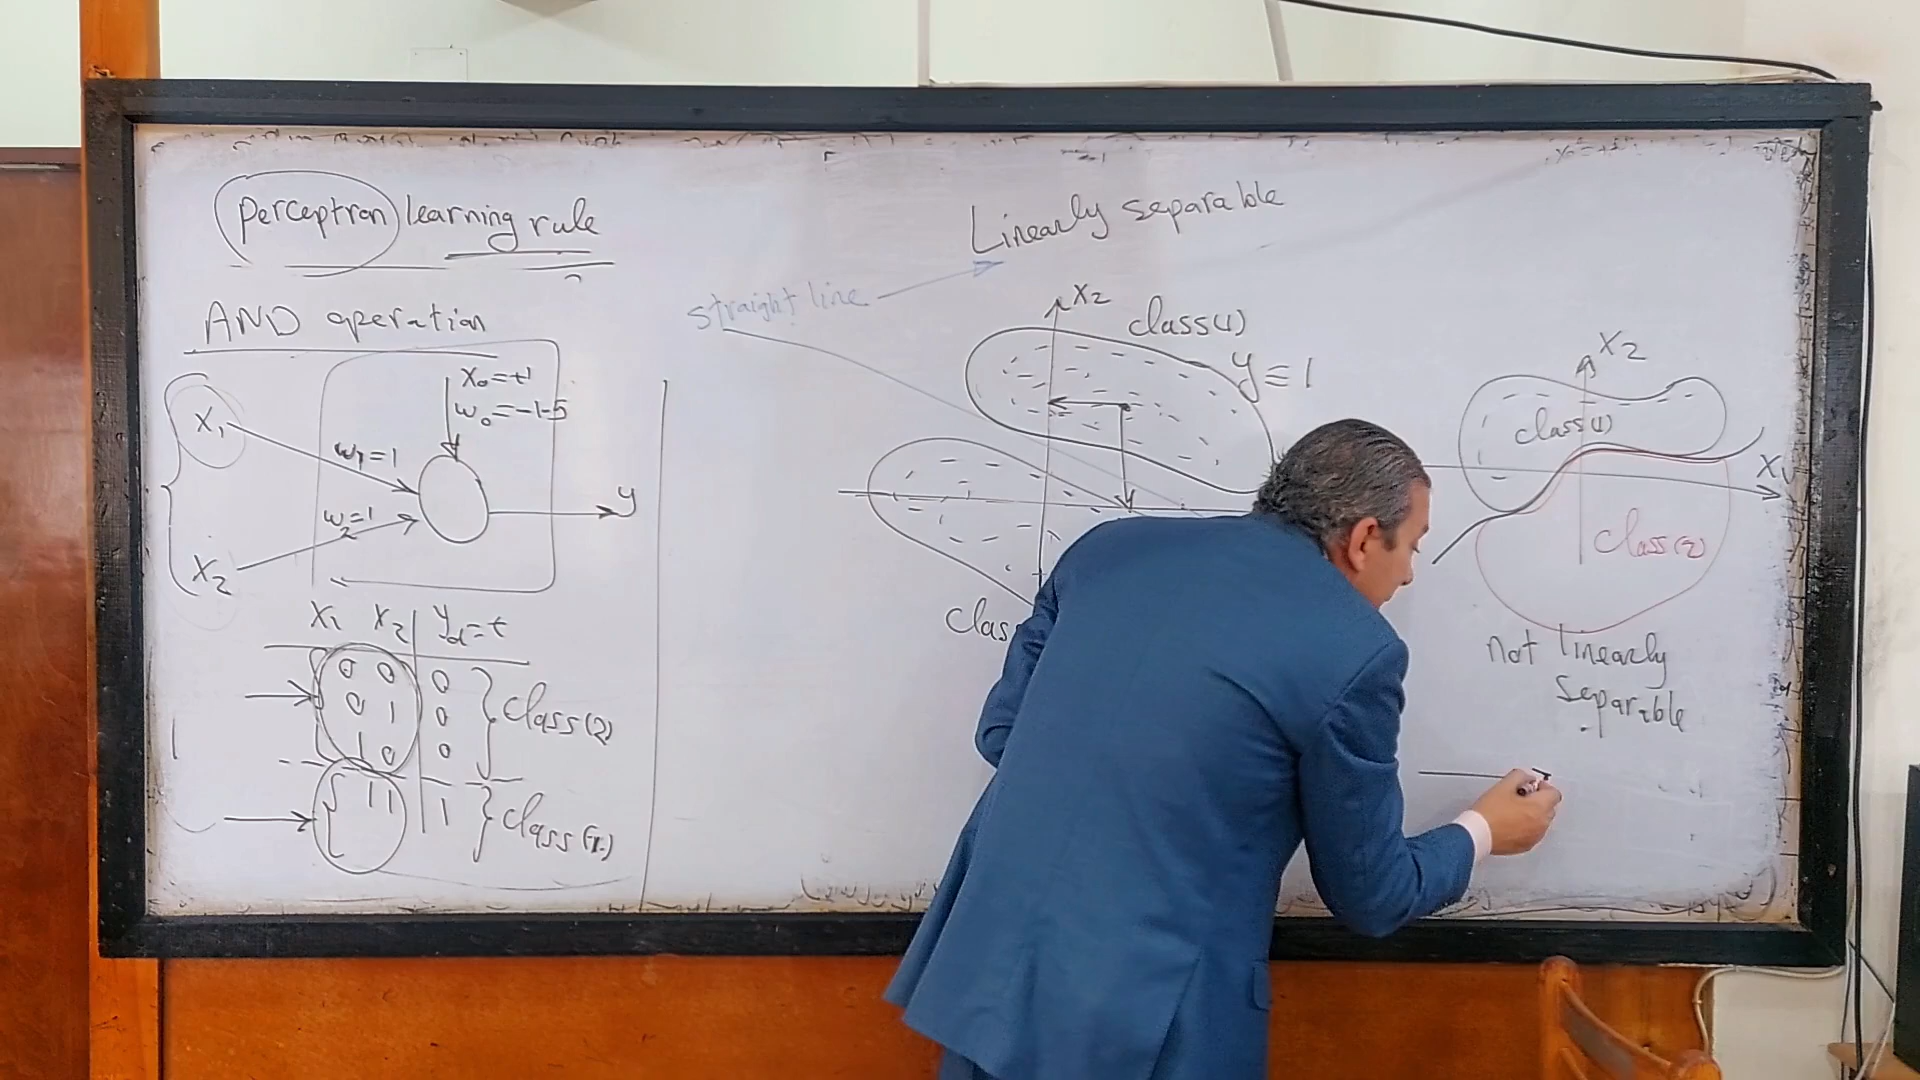 perceptron learning rule
AND operation
x₀=+1
w₀=-1.5
x₁
w₁=1
w₂=1
y
x₂
x₁ x₂ y_d=t
0 0 0
0 1 0
1 0 0
class(2)
1 1 1
class(1)
Linearly separable
straight line
x₂
class(1)
y≡1
x₂
class(1)
x₁
class(2)
not linearly
separable